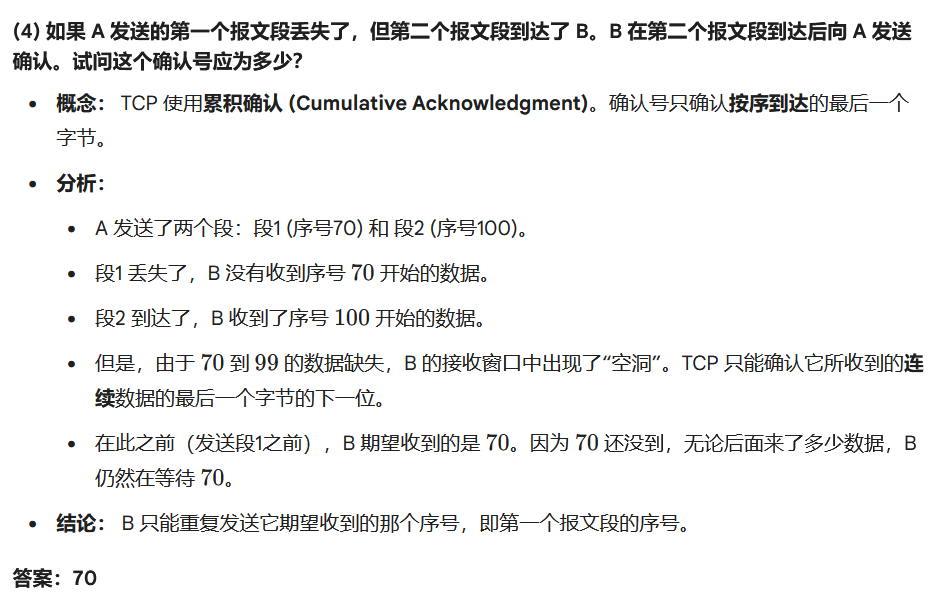 (4) 如果 A 发送的第一个报文段丢失了，但第二个报文段到达了 B。B 在第二个报文段到达后向 A 发送
确认。试问这个确认号应为多少？
• 概念： TCP 使用累积确认 (Cumulative Acknowledgment)。确认号只确认按序到达的最后一个
字节。
• 分析：
• A 发送了两个段：段1 (序号70) 和 段2 (序号100)。
• 段1 丢失了，B 没有收到序号 70 开始的数据。
• 段2 到达了，B 收到了序号 100 开始的数据。
• 但是，由于 70 到 99 的数据缺失，B 的接收窗口中出现了“空洞”。TCP 只能确认它所收到的连
续数据的最后一个字节的下一位。
• 在此之前（发送段1之前），B 期望收到的是 70。因为 70 还没到，无论后面来了多少数据，B
仍然在等待 70。
• 结论： B 只能重复发送它期望收到的那个序号，即第一个报文段的序号。
答案：70